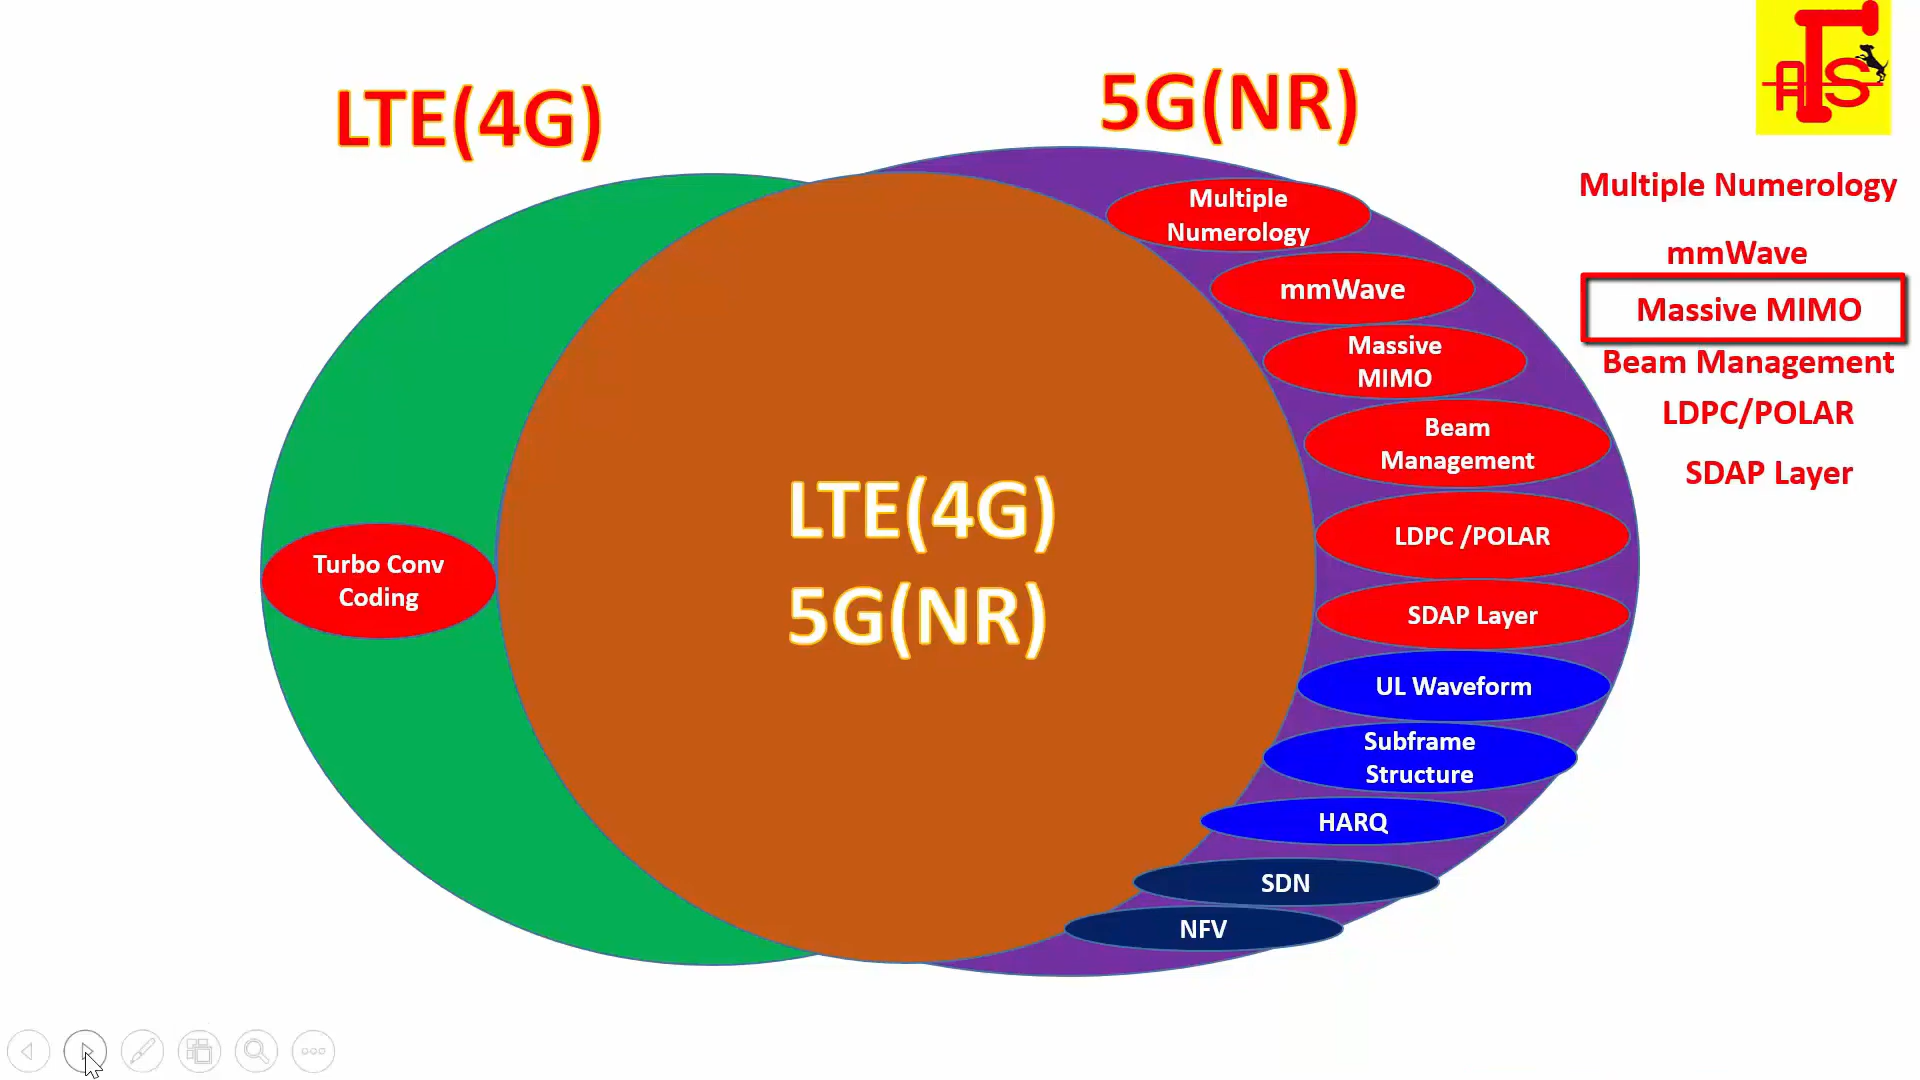 LTE(4G)
5G(NR)
AIS
Multiple Numerology
mmWave
Massive MIMO
Beam Management
LDPC/POLAR
SDAP Layer
Multiple
Numerology
mmWave
Massive
MIMO
Beam
Management
LDPC /POLAR
SDAP Layer
UL Waveform
Subframe
Structure
HARQ
SDN
NFV
LTE(4G)
5G(NR)
Turbo Conv
Coding